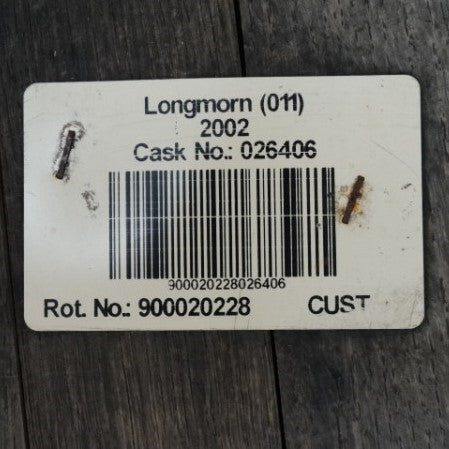 Longmorn (011)
2002
Cask No.: 026406
900020228026406
Rot. No.: 900020228 CUST